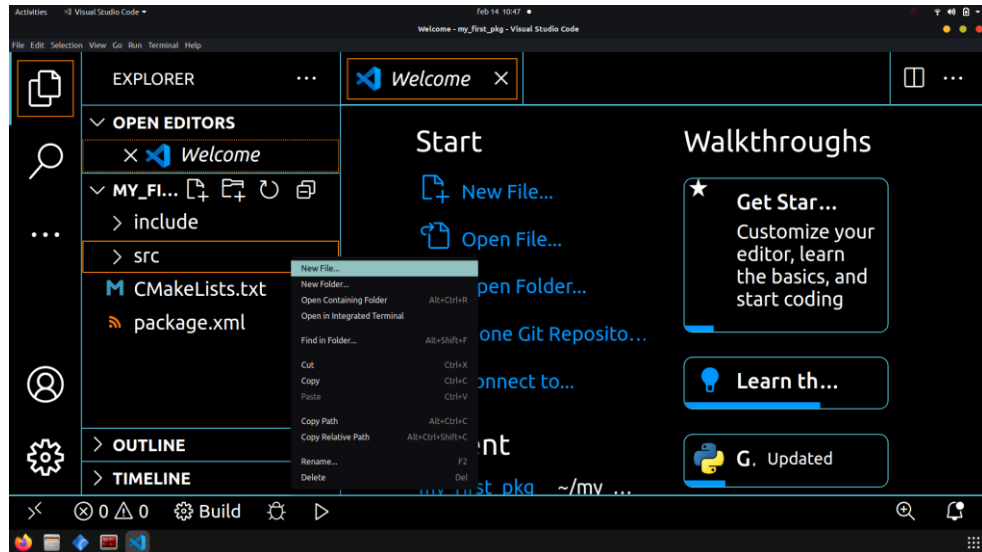 Activities Visual Studio Code Feb 14 10:47
Welcome - my_first_pkg - Visual Studio Code
File Edit Selection View Go Run Terminal Help
EXPLORER
Welcome
OPEN EDITORS
Welcome
MY_FI...
include
src
CMakeLists.txt
package.xml
OUTLINE
TIMELINE
New File...
New Folder...
Open Containing Folder Alt+Ctrl+R
Open in Integrated Terminal
Find in Folder... Alt+Shift+F
Cut Ctrl+X
Copy Ctrl+C
Paste Ctrl+V
Copy Path Alt+Ctrl+C
Copy Relative Path Alt+Ctrl+Shift+C
Rename... F2
Delete Del
Start
New File...
Open File...
pen Folder...
one Git Reposito...
onnect to...
ent
my_first_pkg ~/my_...
Walkthroughs
Get Star...
Customize your
editor, learn
the basics, and
start coding
Learn th...
G. Updated
0 0 Build